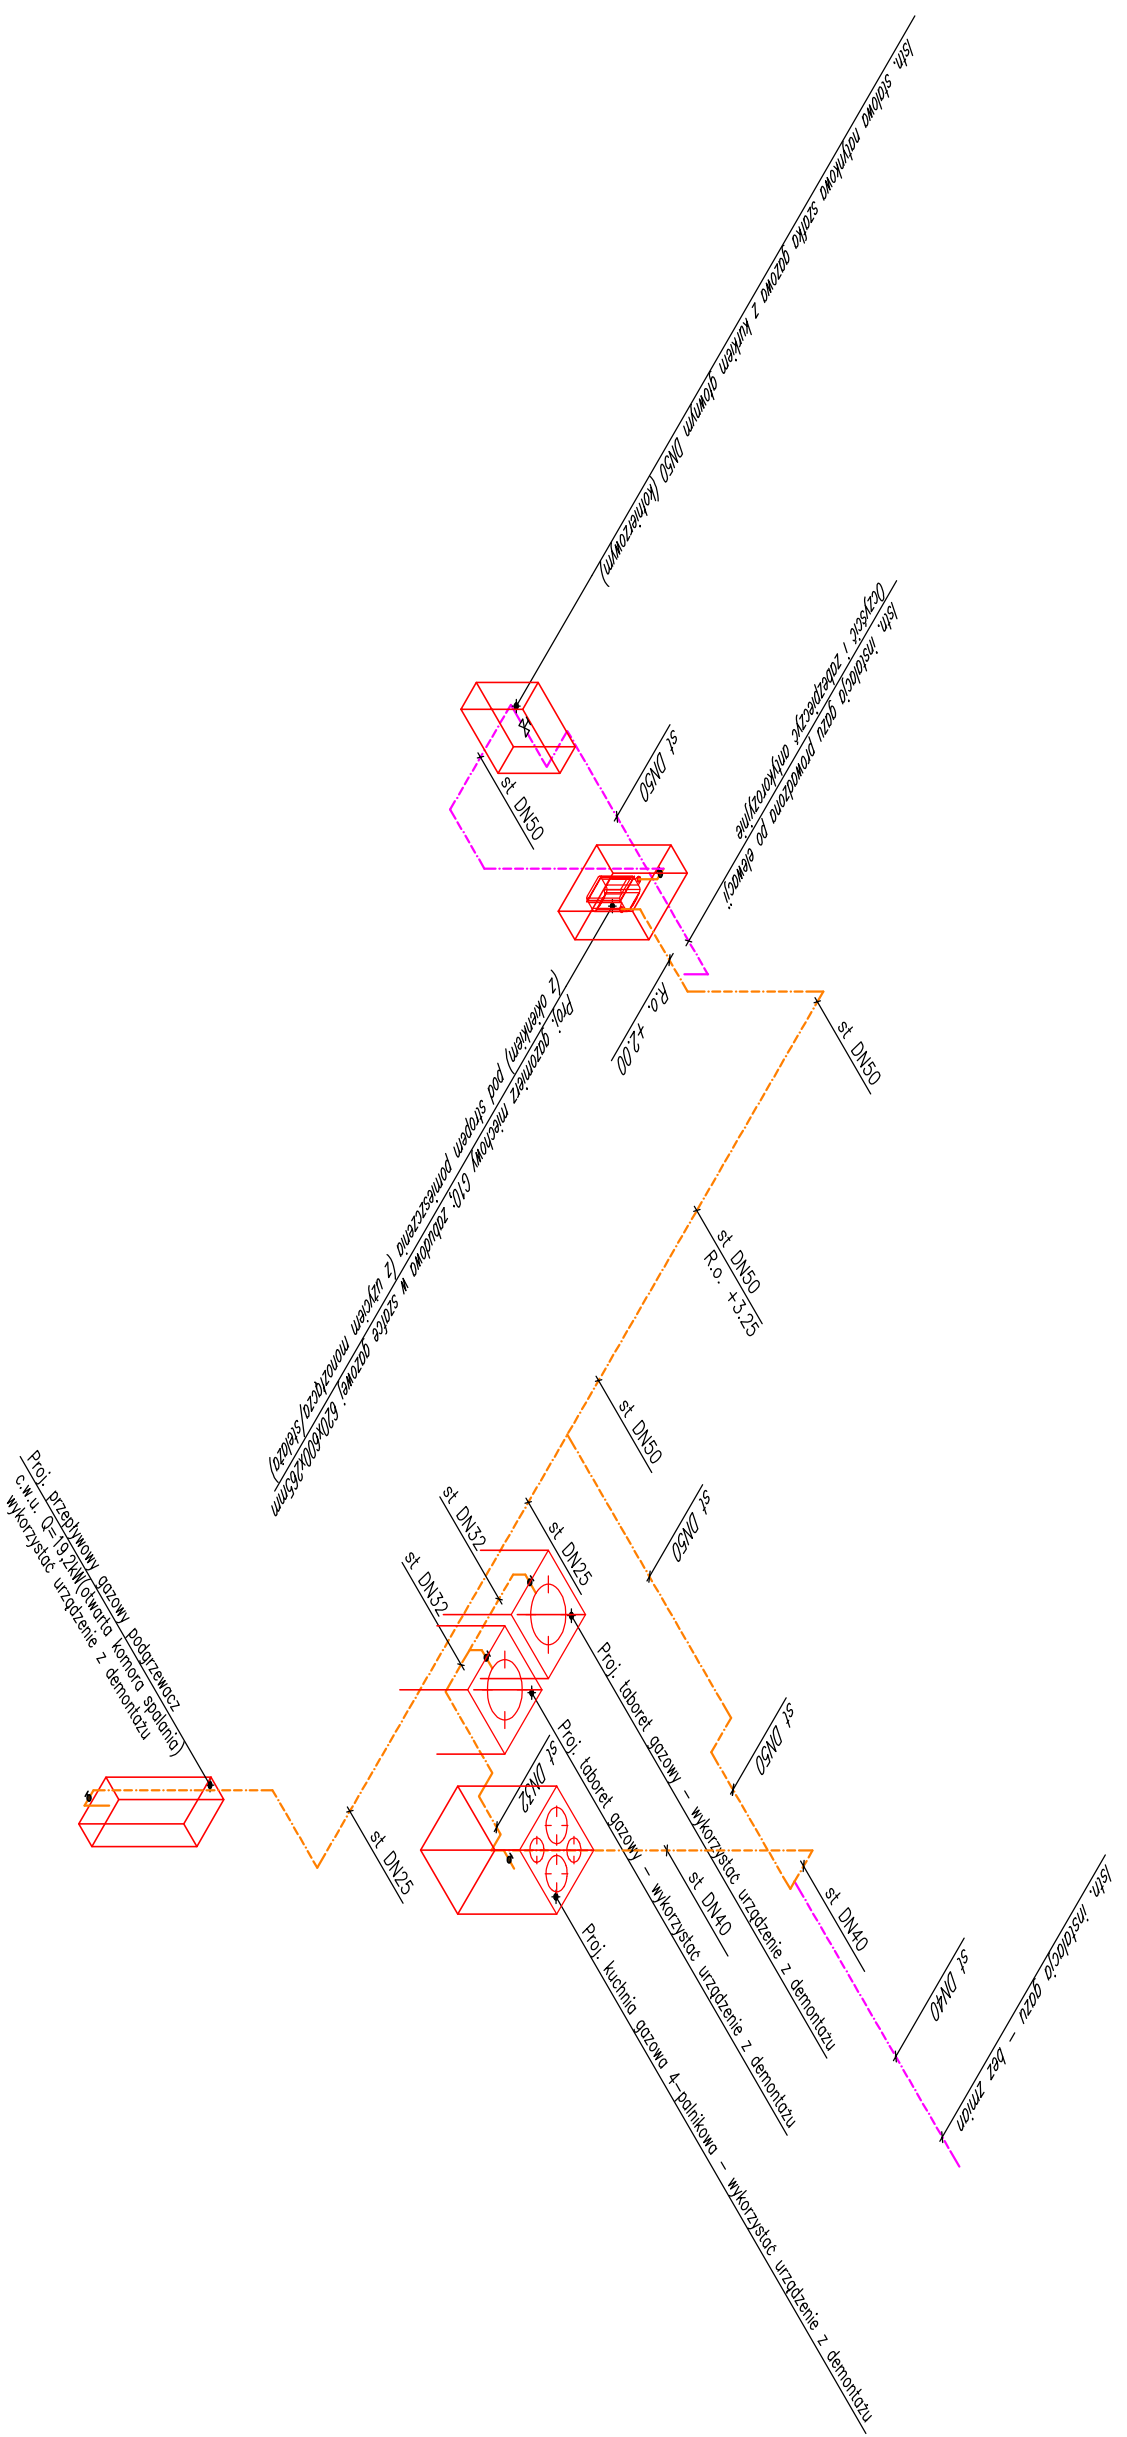 Istn. stalowa natynkowa szafka gazowa z kurkiem głownym DN50 (kołnierzowym)
Istn. instalacja gazu prowadzona po elewacji
Oczyścić i zabezpieczyć antykorozyjnie
st DN50
st DN50
R.o. +2.00
st DN50
Proj. gazomierz miechowy G10; zabudowa w szafce gazowej 620x600x265mm
(z okienkiem) pod stropem pomieszczenia (z użyciem monozłącza/stelaża)
st DN50
R.o. +3.25
st DN50
st DN50
st DN25
st DN32
st DN32
Proj. przepływowy gazowy podgrzewacz
c.w.u. Q=19,2kW(otwarta komora spalania)
wykorzystać urządzenie z demontażu
st DN50
Proj. taboret gazowy – wykorzystać urządzenie z demontażu
Proj. taboret gazowy – wykorzystać urządzenie z demontażu
st DN32
st DN25
st DN40
st DN40
Proj. kuchnia gazowa 4–palnikowa – wykorzystać urządzenie z demontażu
st DN40
Istn. instalacja gazu – bez zmian